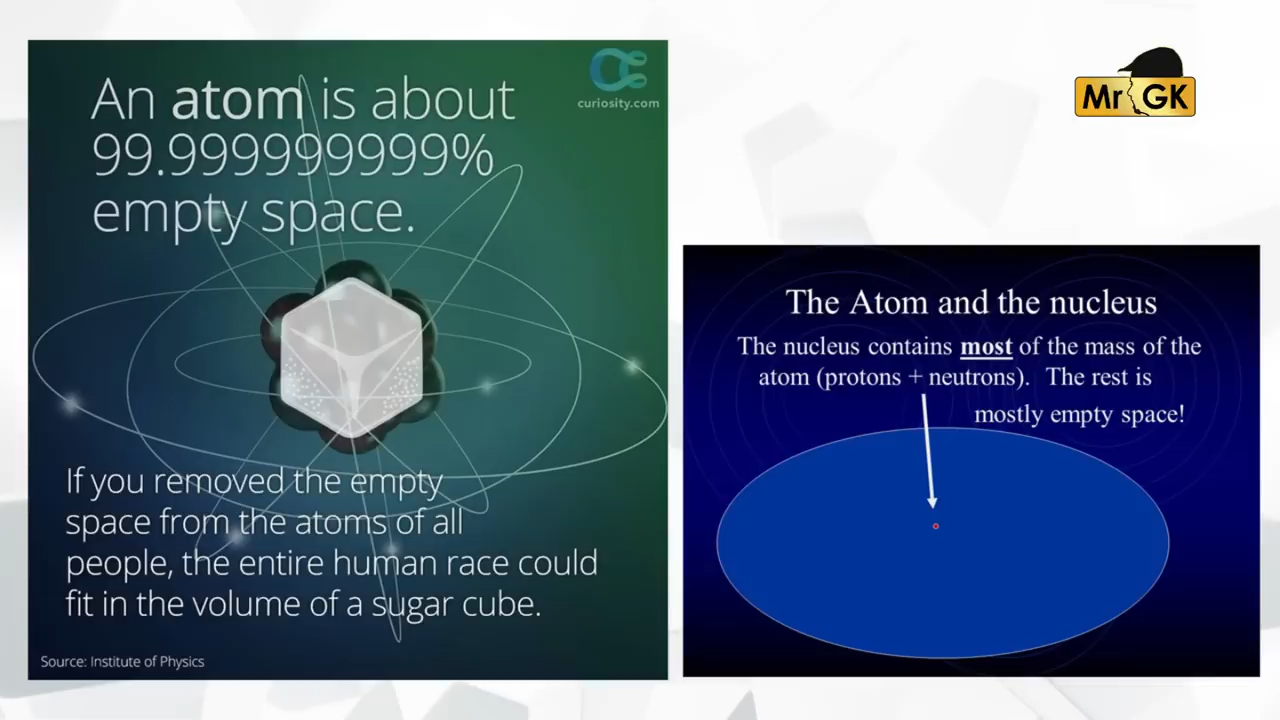 An atom is about
99.999999999%
empty space.
curiosity.com
If you removed the empty
space from the atoms of all
people, the entire human race could
fit in the volume of a sugar cube.
Source: Institute of Physics
Mr GK
The Atom and the nucleus
The nucleus contains most of the mass of the
atom (protons + neutrons). The rest is
mostly empty space!